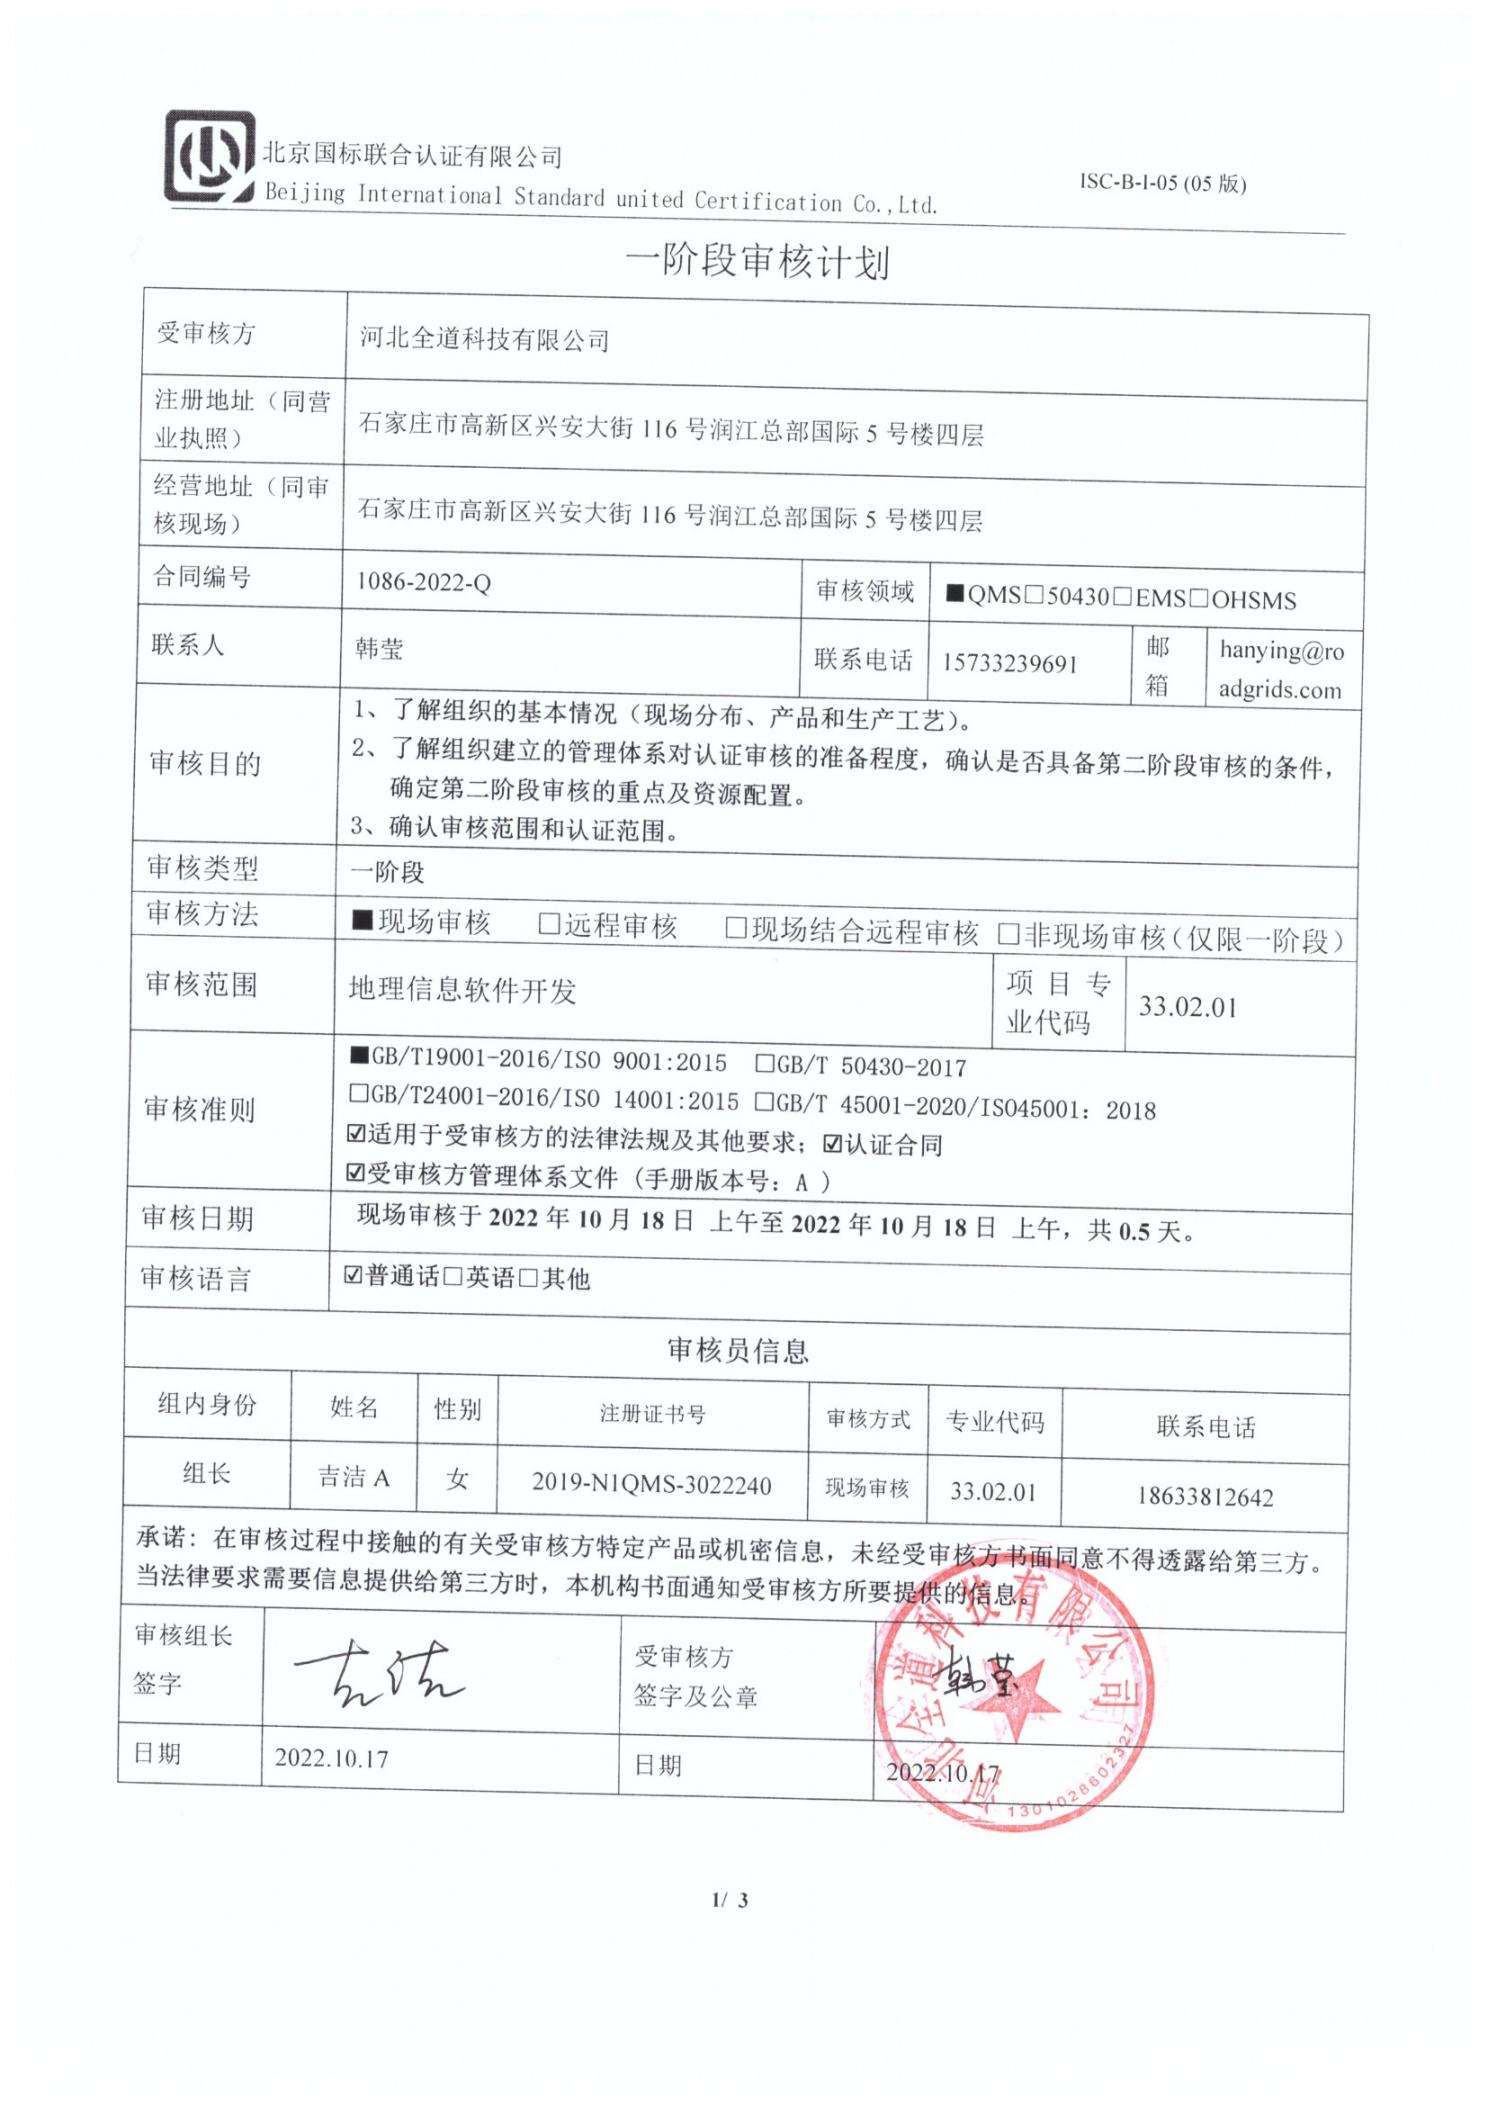 北京国标联合认证有限公司
Beijing International Standard united Certification Co.,Ltd.
ISC-B-I-05 (05 版)
一阶段审核计划
受审核方 河北全道科技有限公司
注册地址（同营
业执照） 石家庄市高新区兴安大街 116 号润江总部国际 5 号楼四层
经营地址（同审
核现场） 石家庄市高新区兴安大街 116 号润江总部国际 5 号楼四层
合同编号 1086-2022-Q 审核领域 ■QMS□50430□EMS□OHSMS
联系人 韩莹 联系电话 15733239691 邮
箱 hanying@ro
adgrids.com
审核目的
1、了解组织的基本情况（现场分布、产品和生产工艺）。
2、了解组织建立的管理体系对认证审核的准备程度，确认是否具备第二阶段审核的条件，
确定第二阶段审核的重点及资源配置。
3、确认审核范围和认证范围。
审核类型 一阶段
审核方法 ■现场审核 □远程审核 □现场结合远程审核 □非现场审核（仅限一阶段）
审核范围 地理信息软件开发 项 目 专
业代码 33.02.01
审核准则
■GB/T19001-2016/ISO 9001:2015 □GB/T 50430-2017
□GB/T24001-2016/ISO 14001:2015 □GB/T 45001-2020/ISO45001：2018
☑适用于受审核方的法律法规及其他要求；☑认证合同
☑受审核方管理体系文件（手册版本号：A ）
审核日期 现场审核于 2022 年 10 月 18 日 上午至 2022 年 10 月 18 日 上午，共 0.5 天。
审核语言 ☑普通话□英语□其他
审核员信息
组内身份 姓名 性别 注册证书号 审核方式 专业代码 联系电话
组长 吉洁 A 女 2019-N1QMS-3022240 现场审核 33.02.01 18633812642
承诺：在审核过程中接触的有关受审核方特定产品或机密信息，未经受审核方书面同意不得透露给第三方。
当法律要求需要信息提供给第三方时，本机构书面通知受审核方所要提供的信息。
审核组长
签字 吉洁
受审核方
签字及公章 韩莹
河北全道科技有限公司
1301028602327
日期 2022.10.17 日期 2022.10.17
1/ 3